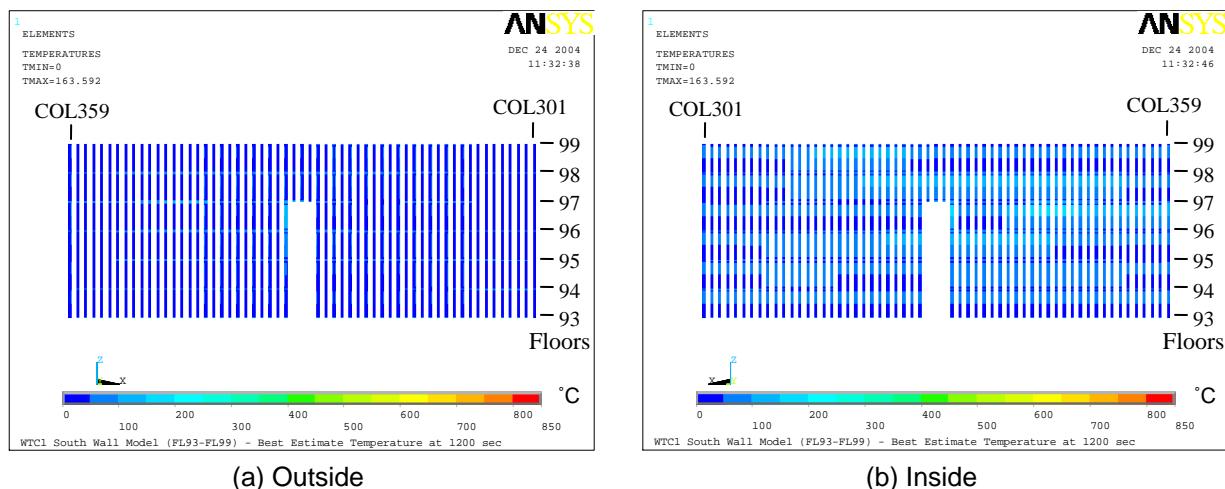 1
ANSYS
ELEMENTS
DEC 24 2004
11:32:38
TEMPERATURES
TMIN=0
TMAX=163.592
COL359
COL301
99
98
97
96
95
94
93
Floors
Z
X
°C
0 200 400 600 800
100 300 500 700 850
WTC1 South Wall Model (FL93-FL99) - Best Estimate Temperature at 1200 sec
(a) Outside
1
ANSYS
ELEMENTS
DEC 24 2004
11:32:46
TEMPERATURES
TMIN=0
TMAX=163.592
COL301
COL359
99
98
97
96
95
94
93
Floors
Z
X Y
°C
0 200 400 600 800
100 300 500 700 850
WTC1 South Wall Model (FL93-FL99) - Best Estimate Temperature at 1200 sec
(b) Inside